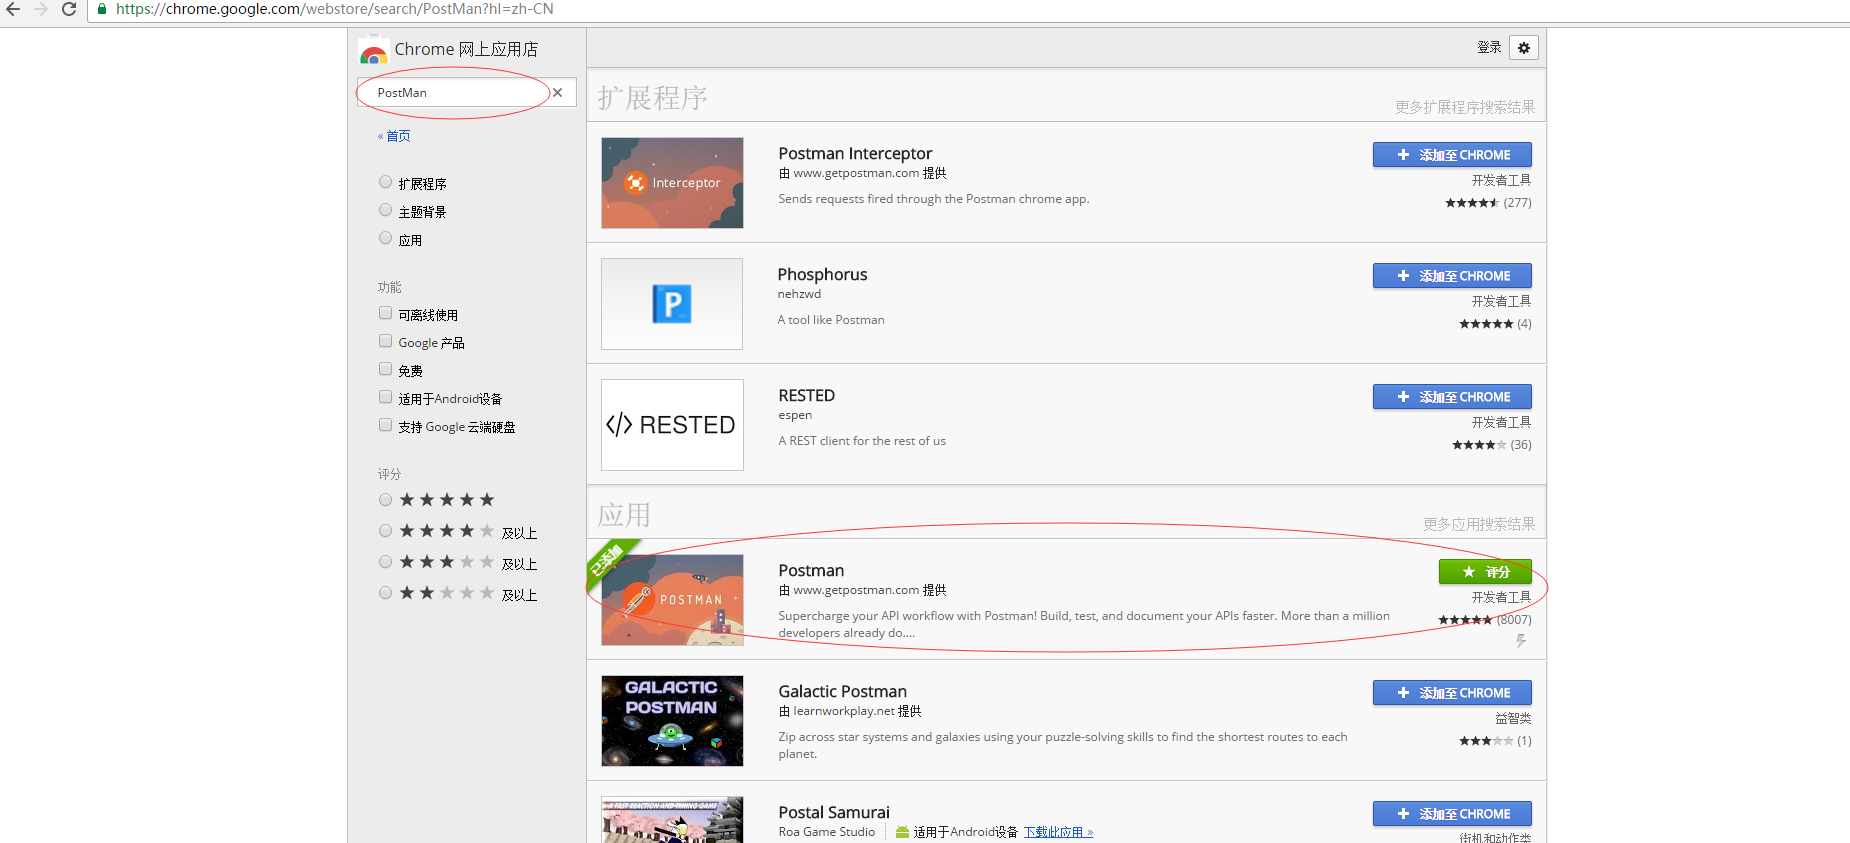 https://chrome.google.com/webstore/search/PostMan?hl=zh-CN
Chrome 网上应用店
登录
PostMan
« 首页
扩展程序
主题背景
应用
功能
可离线使用
Google 产品
免费
适用于Android设备
支持 Google 云端硬盘
评分
及以上
及以上
及以上
扩展程序
更多扩展程序搜索结果
Interceptor
Postman Interceptor
由 www.getpostman.com 提供
Sends requests fired through the Postman chrome app.
添加至 CHROME
开发者工具
(277)
P
Phosphorus
nehzwd
A tool like Postman
添加至 CHROME
开发者工具
(4)
</> RESTED
RESTED
espen
A REST client for the rest of us
添加至 CHROME
开发者工具
(36)
应用
更多应用搜索结果
已添加
POSTMAN
Postman
由 www.getpostman.com 提供
Supercharge your API workflow with Postman! Build, test, and document your APIs faster. More than a million
developers already do....
评分
开发者工具
(8007)
GALACTIC
POSTMAN
Galactic Postman
由 learnworkplay.net 提供
Zip across star systems and galaxies using your puzzle-solving skills to find the shortest routes to each
planet.
添加至 CHROME
益智类
(1)
A FAST REACTION AND TIMING GAME
Postal Samurai
Roa Game Studio
适用于Android设备 下载此应用 »
添加至 CHROME
街机和动作类